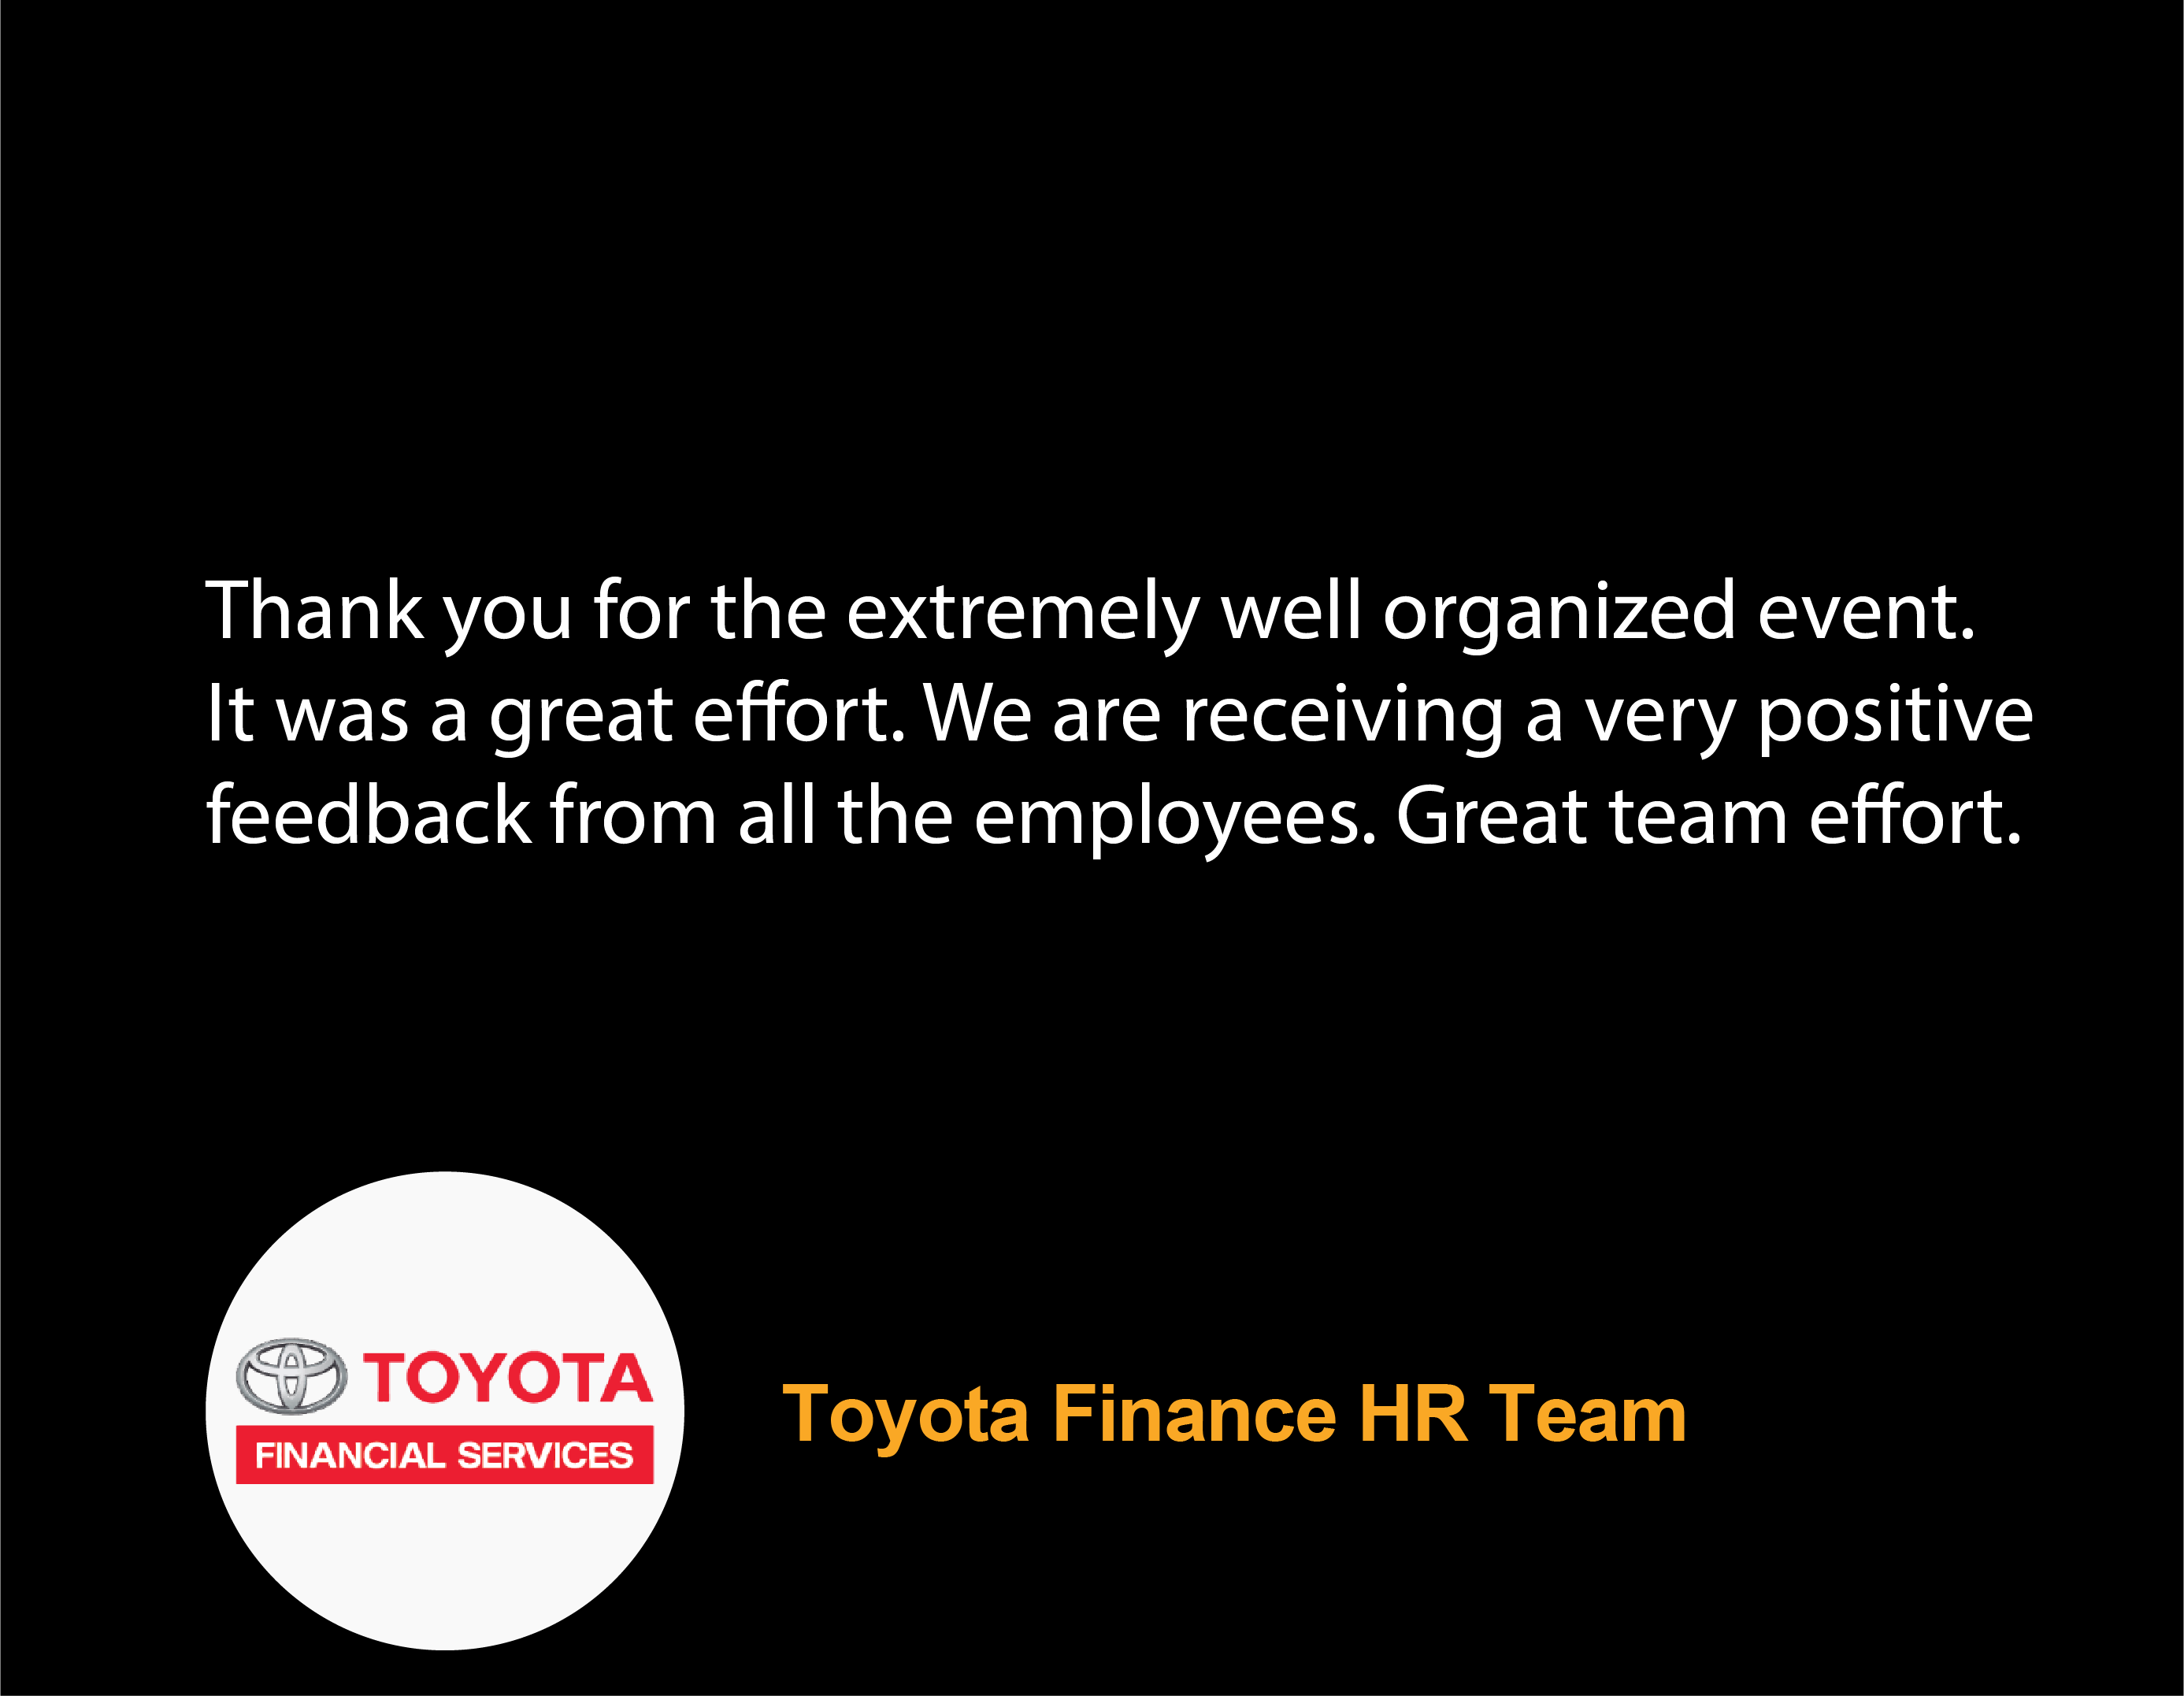 Thank you for the extremely well organized event.
It was a great effort. We are receiving a very positive
feedback from all the employees. Great team effort.
TOYOTA
FINANCIAL SERVICES
Toyota Finance HR Team